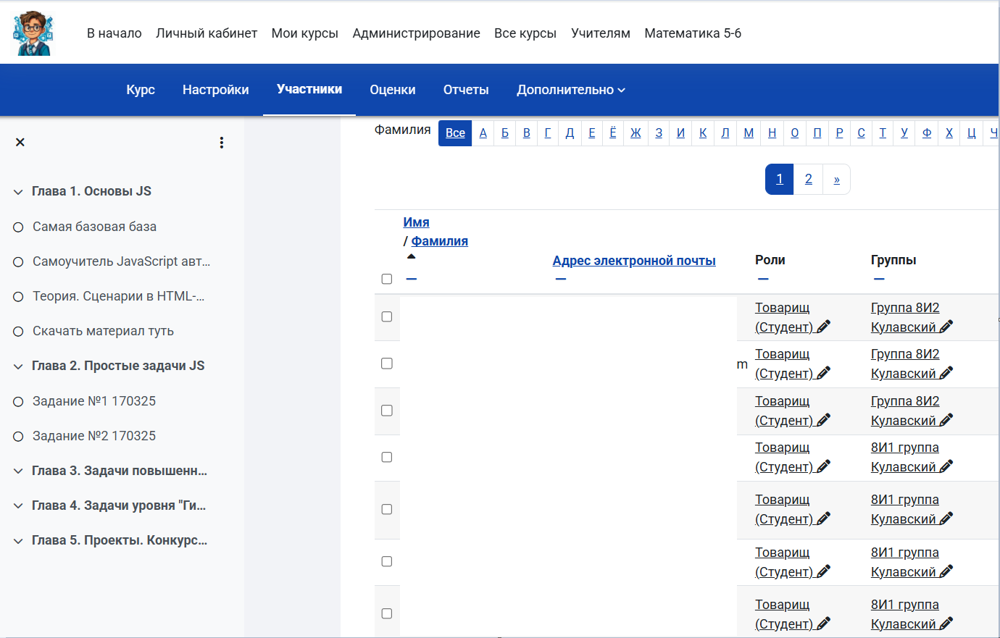 В начало Личный кабинет Мои курсы Администрирование Все курсы Учителям Математика 5-6
Курс Настройки Участники Оценки Отчеты Дополнительно
Глава 1. Основы JS
Самая базовая база
Самоучитель JavaScript авт...
Теория. Сценарии в HTML-...
Скачать материал туть
Глава 2. Простые задачи JS
Задание №1 170325
Задание №2 170325
Глава 3. Задачи повышенн...
Глава 4. Задачи уровня "Ги...
Глава 5. Проекты. Конкурс...
Фамилия Все А Б В Г Д Е Ё Ж З И К Л М Н О П Р С Т У Ф Х Ц Ч
1 2 »
Имя
/ Фамилия
Адрес электронной почты
Роли
Группы
Товарищ
(Студент)
Группа 8И2
Кулавский
m
Товарищ
(Студент)
Группа 8И2
Кулавский
Товарищ
(Студент)
Группа 8И2
Кулавский
Товарищ
(Студент)
8И1 группа
Кулавский
Товарищ
(Студент)
8И1 группа
Кулавский
Товарищ
(Студент)
8И1 группа
Кулавский
Товарищ
(Студент)
8И1 группа
Кулавский